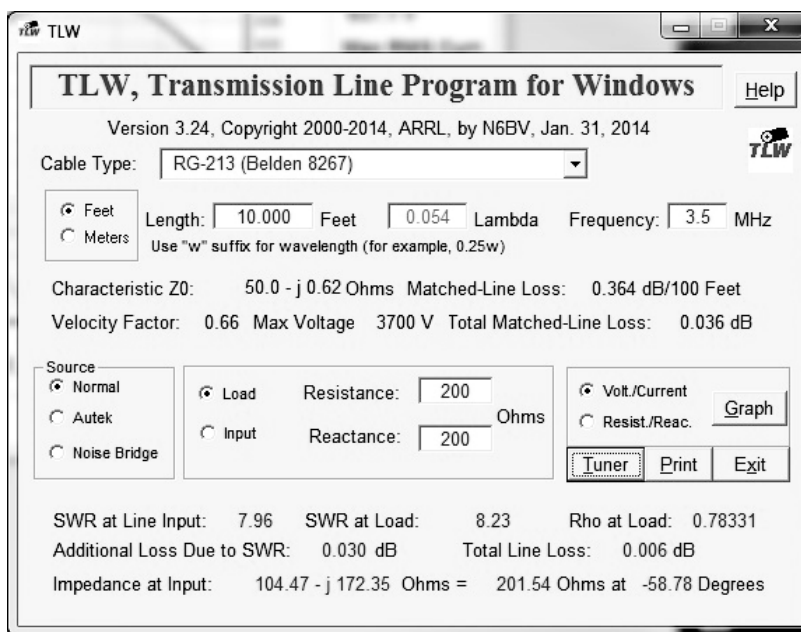 TLW
TLW, Transmission Line Program for Windows
Help
Version 3.24, Copyright 2000-2014, ARRL, by N6BV, Jan. 31, 2014
TLW
Cable Type: RG-213 (Belden 8267)
Feet
Meters
Length: 10.000 Feet 0.054 Lambda Frequency: 3.5 MHz
Use "w" suffix for wavelength (for example, 0.25w)
Characteristic Z0: 50.0 - j 0.62 Ohms Matched-Line Loss: 0.364 dB/100 Feet
Velocity Factor: 0.66 Max Voltage 3700 V Total Matched-Line Loss: 0.036 dB
Source
Normal
Autek
Noise Bridge
Load
Input
Resistance: 200
Reactance: 200
Ohms
Volt./Current
Resist./Reac.
Graph
Tuner Print Exit
SWR at Line Input: 7.96 SWR at Load: 8.23 Rho at Load: 0.78331
Additional Loss Due to SWR: 0.030 dB Total Line Loss: 0.006 dB
Impedance at Input: 104.47 - j 172.35 Ohms = 201.54 Ohms at -58.78 Degrees